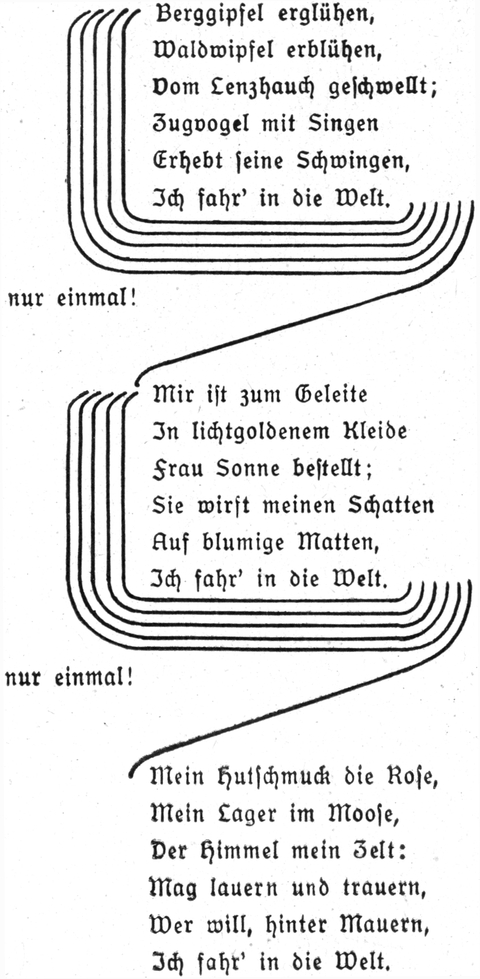 Berggipfel erglühen,
Waldwipfel erblühen,
Vom Lenzhauch geschwellt;
Zugvogel mit Singen
Erhebt seine Schwingen,
Ich fahr’ in die Welt.
nur einmal!
Mir ist zum Geleite
In lichtgoldenem Kleide
Frau Sonne bestellt;
Sie wirft meinen Schatten
Auf blumige Matten,
Ich fahr’ in die Welt.
nur einmal!
Mein Hutschmuck die Rose,
Mein Lager im Moose,
Der Himmel mein Zelt:
Mag lauern und trauern,
Wer will, hinter Mauern,
Ich fahr’ in die Welt.